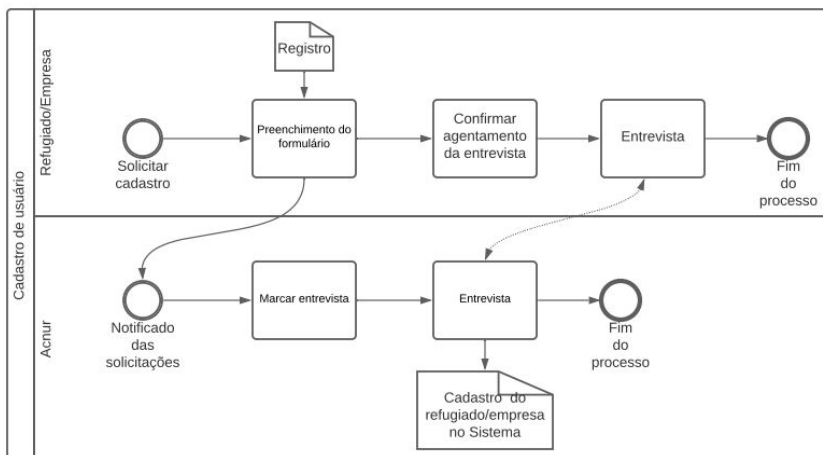 Cadastro de usuário
Refugiado/Empresa
Registro
Solicitar
cadastro
Preenchimento do
formulário
Confirmar
agentamento
da entrevista
Entrevista
Fim
do
processo
Acnur
Notificado
das
solicitações
Marcar entrevista
Entrevista
Fim
do
processo
Cadastro do
refugiado/empresa
no Sistema